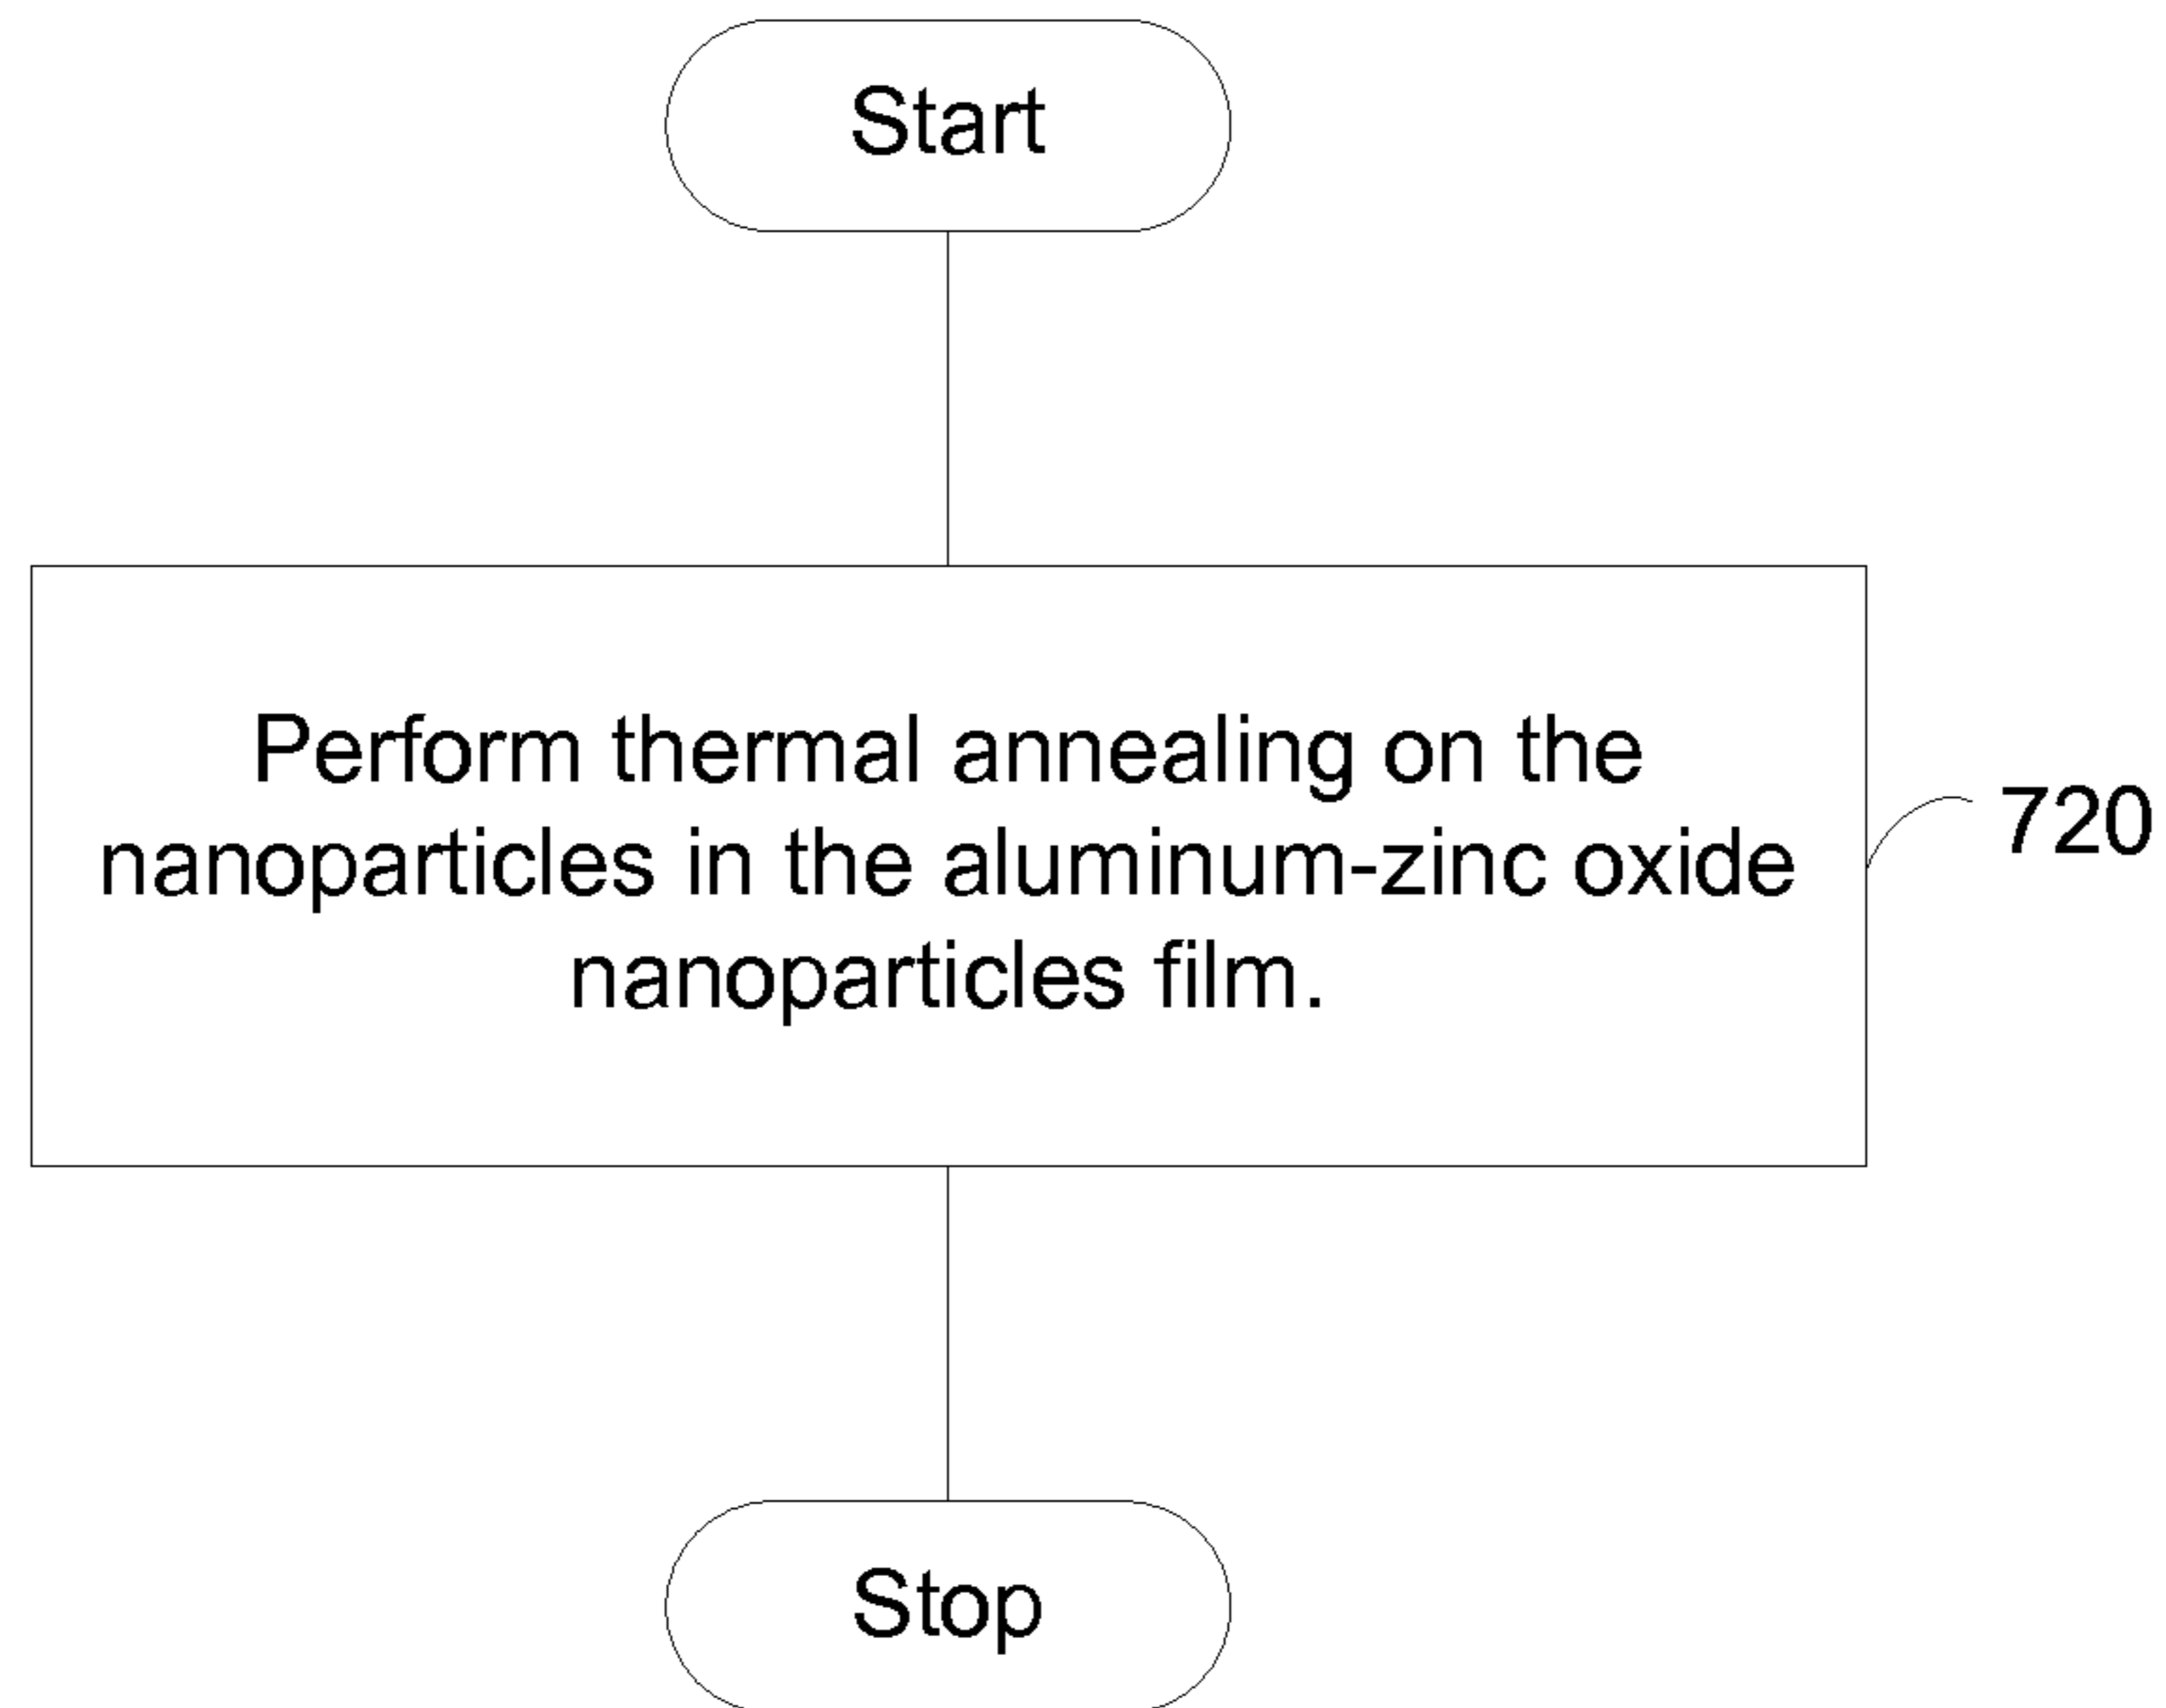 Start
Perform thermal annealing on the
nanoparticles in the aluminum-zinc oxide
nanoparticles film.
720
Stop